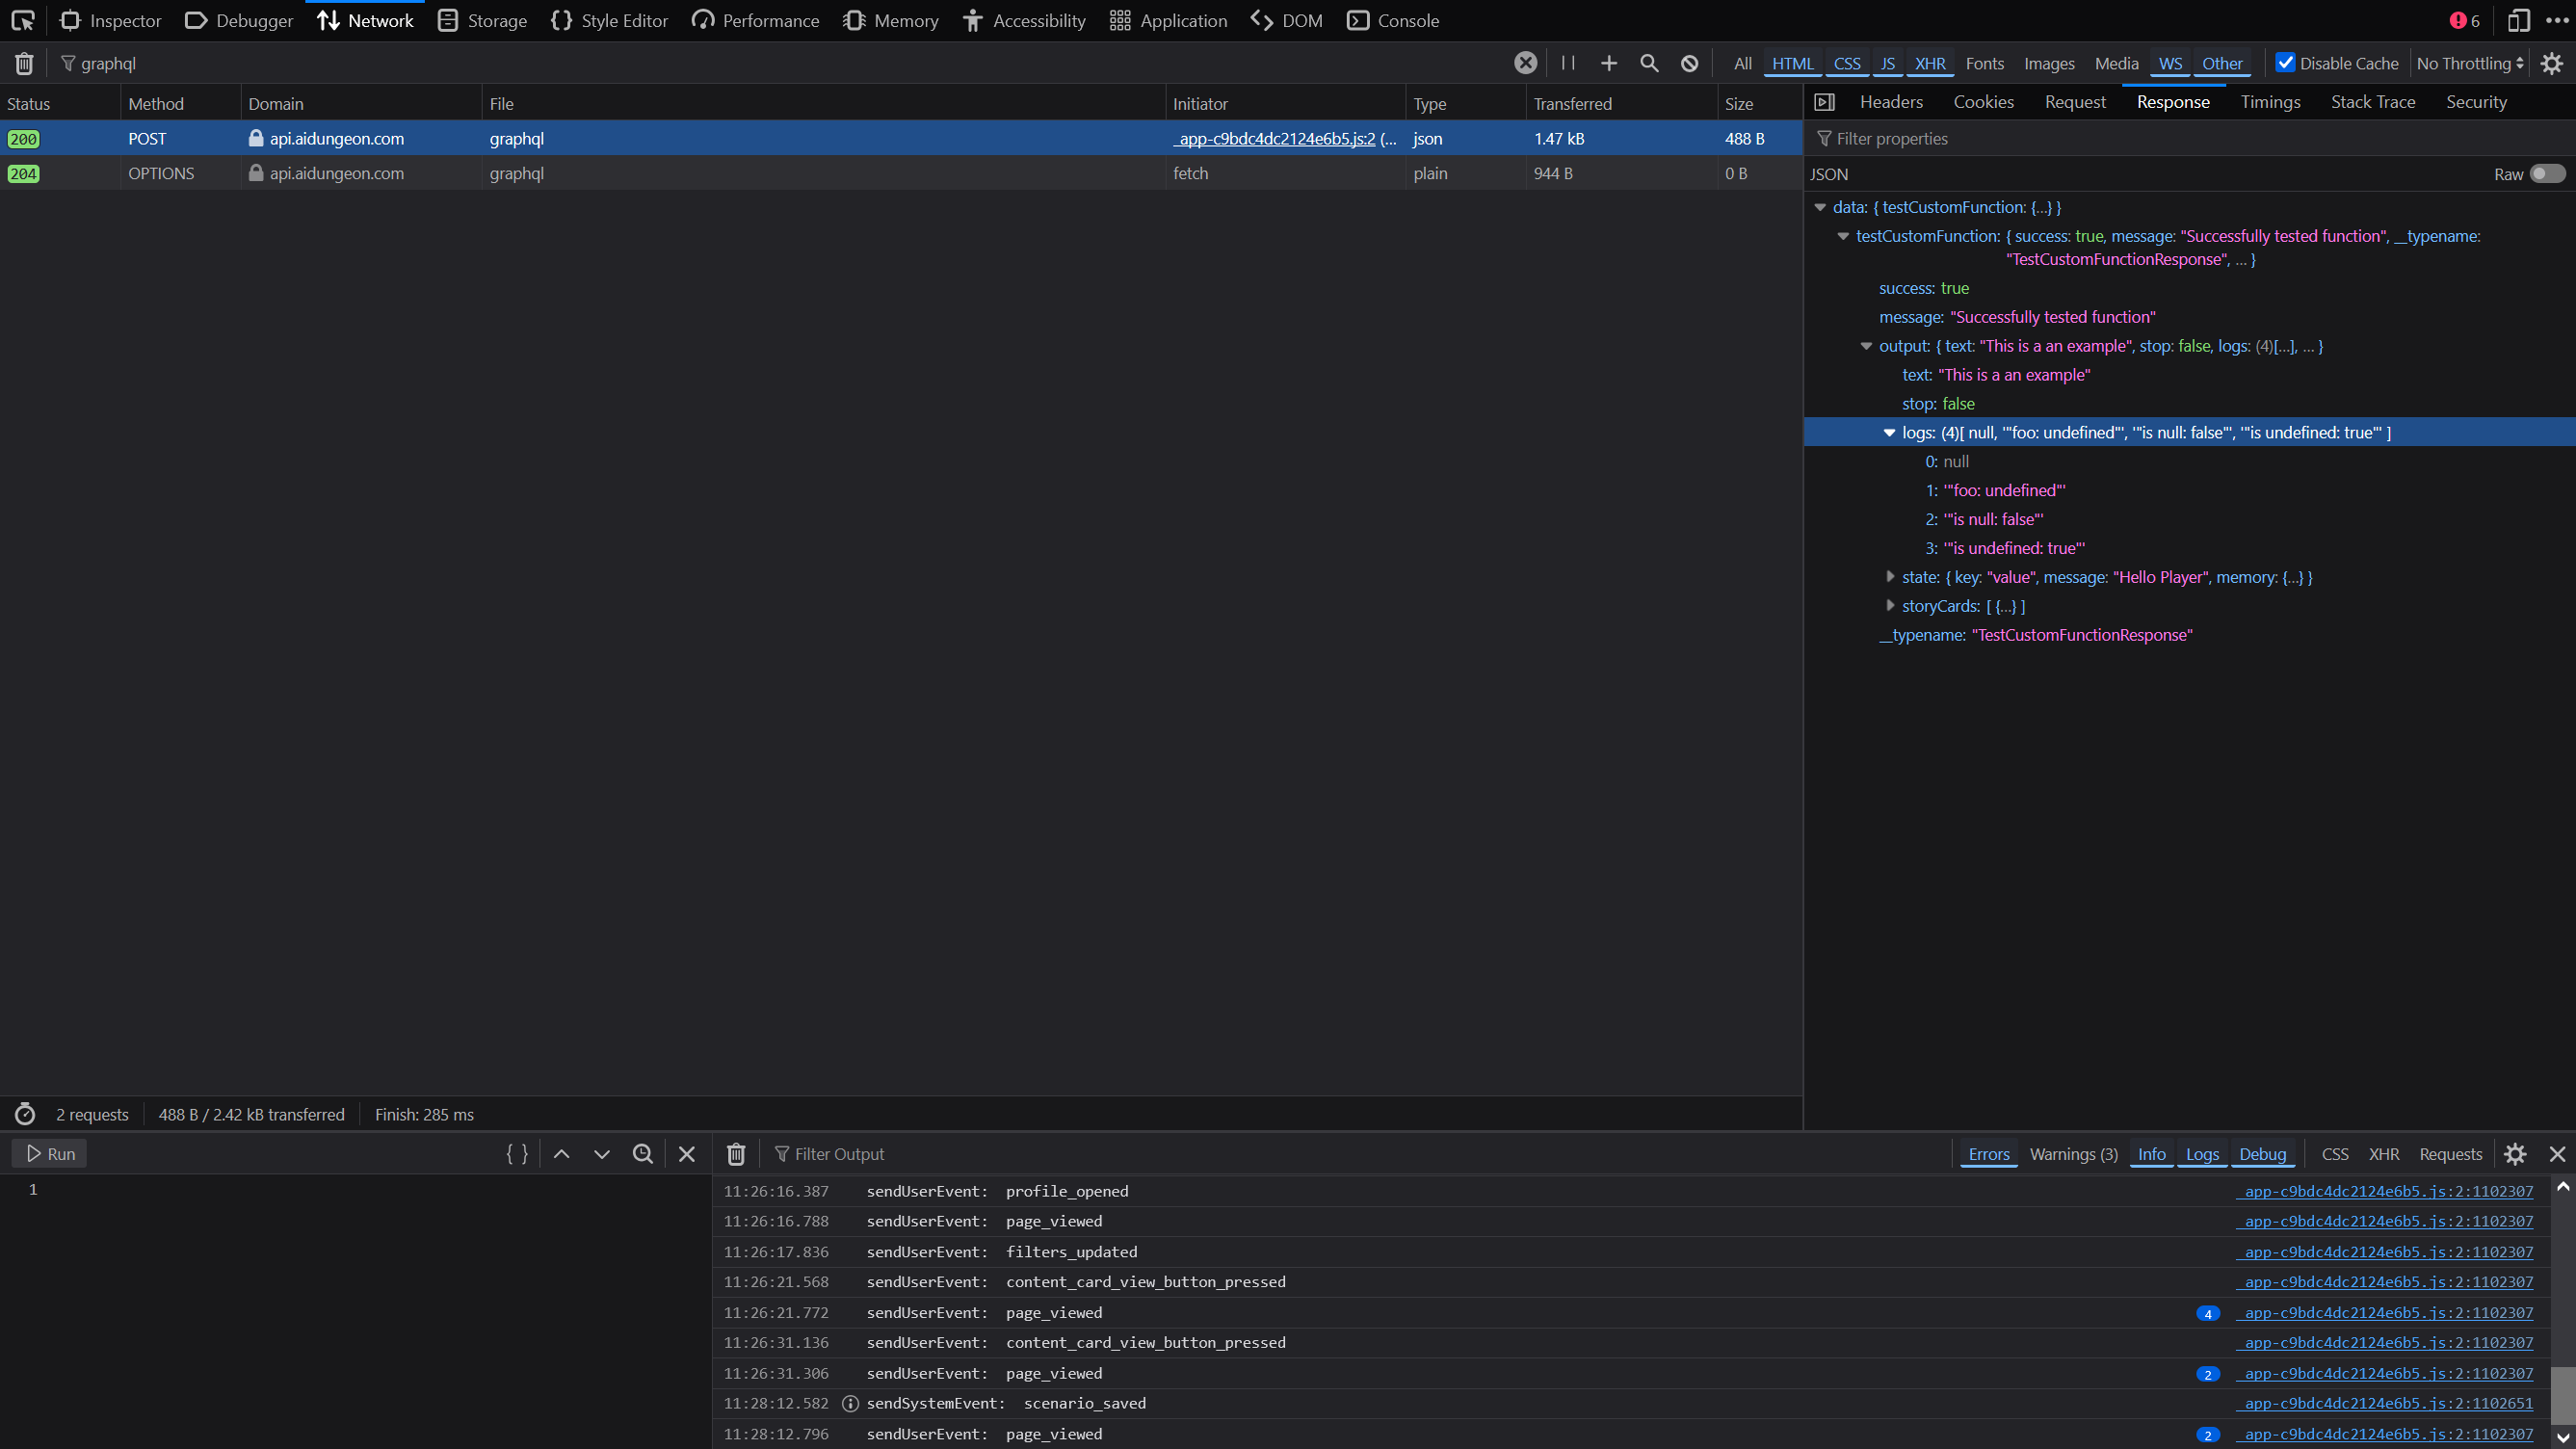 Inspector Debugger Network Storage Style Editor Performance Memory Accessibility Application DOM Console 6
graphql All HTML CSS JS XHR Fonts Images Media WS Other Disable Cache No Throttling
Status Method Domain File Initiator Type Transferred Size
200 POST api.aidungeon.com graphql _app-c9bdc4dc2124e6b5.js:2 (... json 1.47 kB 488 B
204 OPTIONS api.aidungeon.com graphql fetch plain 944 B 0 B
Headers Cookies Request Response Timings Stack Trace Security
Filter properties
JSON Raw
data: { testCustomFunction: {…} }
testCustomFunction: { success: true, message: "Successfully tested function", __typename:
"TestCustomFunctionResponse", … }
success: true
message: "Successfully tested function"
output: { text: "This is a an example", stop: false, logs: (4)[…], … }
text: "This is a an example"
stop: false
logs: (4)[ null, '"foo: undefined"', '"is null: false"', '"is undefined: true"' ]
0: null
1: '"foo: undefined"'
2: '"is null: false"'
3: '"is undefined: true"'
state: { key: "value", message: "Hello Player", memory: {…} }
storyCards: [ {…} ]
__typename: "TestCustomFunctionResponse"
2 requests 488 B / 2.42 kB transferred Finish: 285 ms
Run { }
1
Filter Output Errors Warnings (3) Info Logs Debug CSS XHR Requests
11:26:16.387 sendUserEvent: profile_opened _app-c9bdc4dc2124e6b5.js:2:1102307
11:26:16.788 sendUserEvent: page_viewed _app-c9bdc4dc2124e6b5.js:2:1102307
11:26:17.836 sendUserEvent: filters_updated _app-c9bdc4dc2124e6b5.js:2:1102307
11:26:21.568 sendUserEvent: content_card_view_button_pressed _app-c9bdc4dc2124e6b5.js:2:1102307
11:26:21.772 sendUserEvent: page_viewed 4 _app-c9bdc4dc2124e6b5.js:2:1102307
11:26:31.136 sendUserEvent: content_card_view_button_pressed _app-c9bdc4dc2124e6b5.js:2:1102307
11:26:31.306 sendUserEvent: page_viewed 2 _app-c9bdc4dc2124e6b5.js:2:1102307
11:28:12.582 sendSystemEvent: scenario_saved _app-c9bdc4dc2124e6b5.js:2:1102651
11:28:12.796 sendUserEvent: page_viewed 2 _app-c9bdc4dc2124e6b5.js:2:1102307